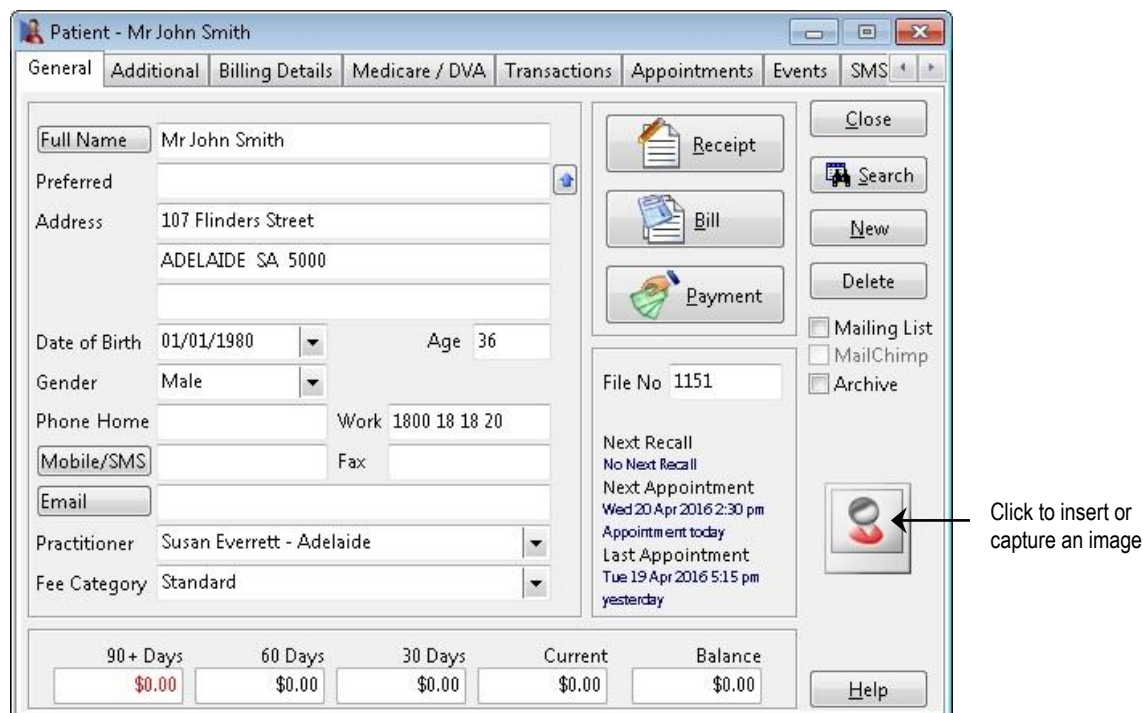 Patient - Mr John Smith
General Additional Billing Details Medicare / DVA Transactions Appointments Events SMS
Full Name Mr John Smith
Preferred
Address 107 Flinders Street
ADELAIDE SA 5000
Date of Birth 01/01/1980 Age 36
Gender Male
Phone Home Work 1800 18 18 20
Mobile/SMS Fax
Email
Practitioner Susan Everrett - Adelaide
Fee Category Standard
Receipt
Bill
Payment
File No 1151
Next Recall
No Next Recall
Next Appointment
Wed 20 Apr 2016 2:30 pm
Appointment today
Last Appointment
Tue 19 Apr 2016 5:15 pm
yesterday
Close
Search
New
Delete
Mailing List
MailChimp
Archive
Click to insert or
capture an image
90+ Days 60 Days 30 Days Current Balance
$0.00 $0.00 $0.00 $0.00 $0.00
Help